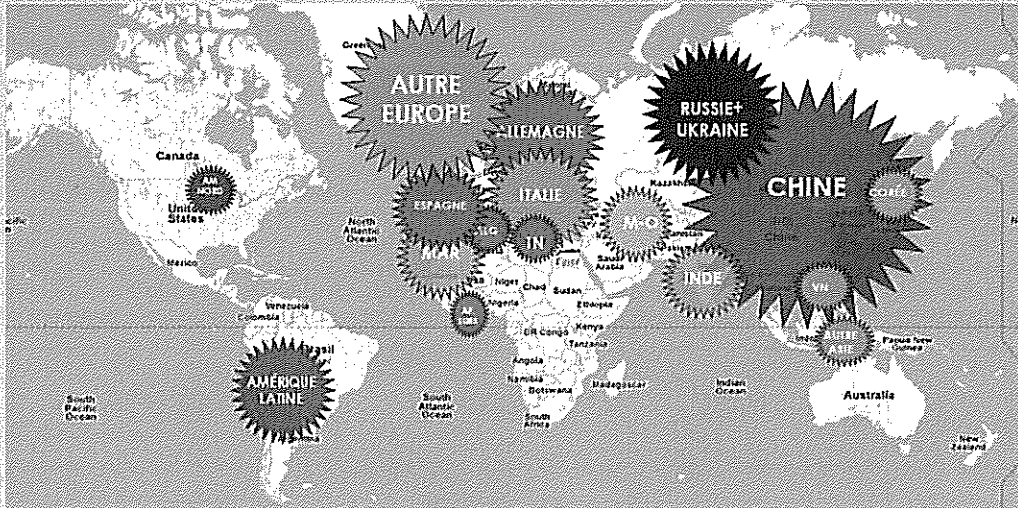 AUTRE
EUROPE
ALLEMAGNE
RUSSIE+
UKRAINE
Canada
AM
NORD
United
States
CHINE
CORÉE
ESPAGNE
ITALIE
North
Atlantic
Ocean
TN
M-O
Saudi
Arabia
MAR
INDE
VN
Mexico
Niger
Chad
Sudan
Nigeria
Ethiopia
Venezuela
Colombia
DR Congo
Kenya
Tanzania
AUTRE
ASIE
Papua New
Guinea
Angola
Namibia
Botswana
Madagascar
Indian
Ocean
AMÉRIQUE
LATINE
South
Pacific
Ocean
South
Atlantic
Ocean
South
Africa
Australia
New
Zealand